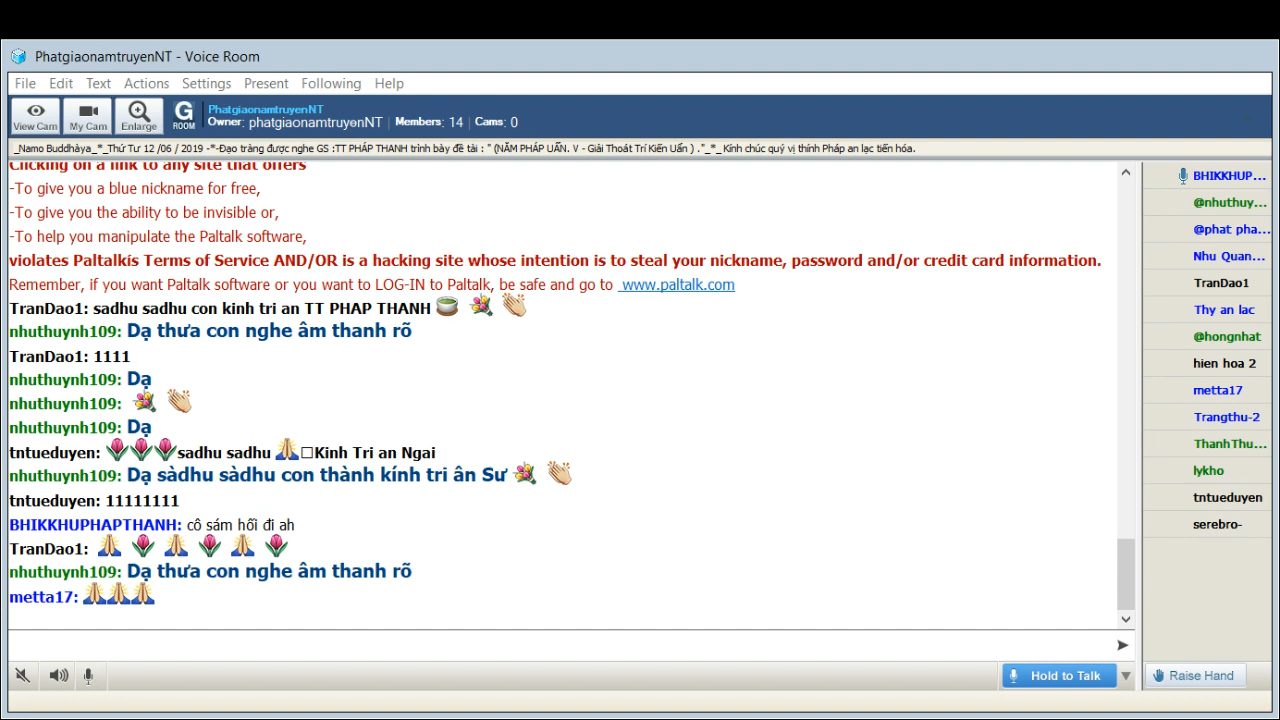 PhatgiaonamtruyenNT - Voice Room
File Edit Text Actions Settings Present Following Help
View Cam My Cam Enlarge G ROOM
PhatgiaonamtruyenNT
Owner: phatgiaonamtruyenNT Members: 14 Cams: 0
_Namo Buddhàya_*_Thứ Tư 12 /06 / 2019 -*-Đạo tràng được nghe GS :TT PHÁP THANH trình bày đề tài : " (NĂM PHÁP UẨN. V - Giải Thoát Trí Kiến Uẩn ) ."_*_ Kính chúc quý vị thính Pháp an lạc tiến hóa.
Clicking on a link to any site that offers
-To give you a blue nickname for free,
-To give you the ability to be invisible or,
-To help you manipulate the Paltalk software,
violates Paltalkís Terms of Service AND/OR is a hacking site whose intention is to steal your nickname, password and/or credit card information.
Remember, if you want Paltalk software or you want to LOG-IN to Paltalk, be safe and go to www.paltalk.com
TranDao1: sadhu sadhu con kinh tri an TT PHAP THANH
nhuthuynh109: Dạ thưa con nghe âm thanh rõ
TranDao1: 1111
nhuthuynh109: Dạ
nhuthuynh109:
nhuthuynh109: Dạ
tntueduyen: sadhu sadhu Kinh Tri an Ngai
nhuthuynh109: Dạ sàdhu sàdhu con thành kính tri ân Sư
tntueduyen: 11111111
BHIKKHUPHAPTHANH: cô sám hối đi ah
TranDao1:
nhuthuynh109: Dạ thưa con nghe âm thanh rõ
metta17:
Hold to Talk
BHIKKHUP...
@nhuthuy...
@phat pha...
Nhu Quan...
TranDao1
Thy an lac
@hongnhat
hien hoa 2
metta17
Trangthu-2
ThanhThu...
lykho
tntueduyen
serebro-
Raise Hand